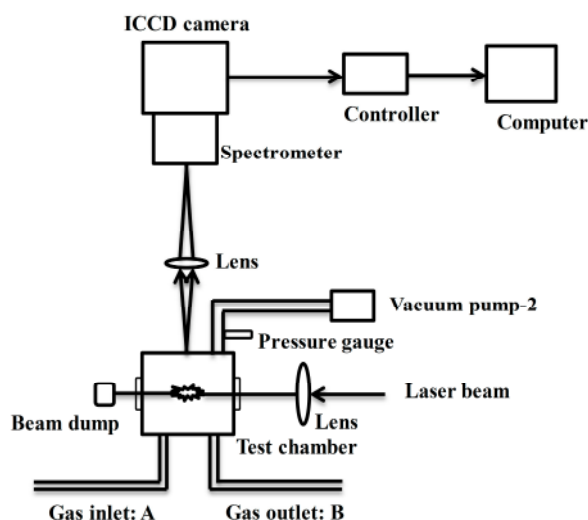 ICCD camera
Controller
Computer
Spectrometer
Lens
Vacuum pump-2
Pressure gauge
Laser beam
Beam dump
Lens
Test chamber
Gas inlet: A
Gas outlet: B